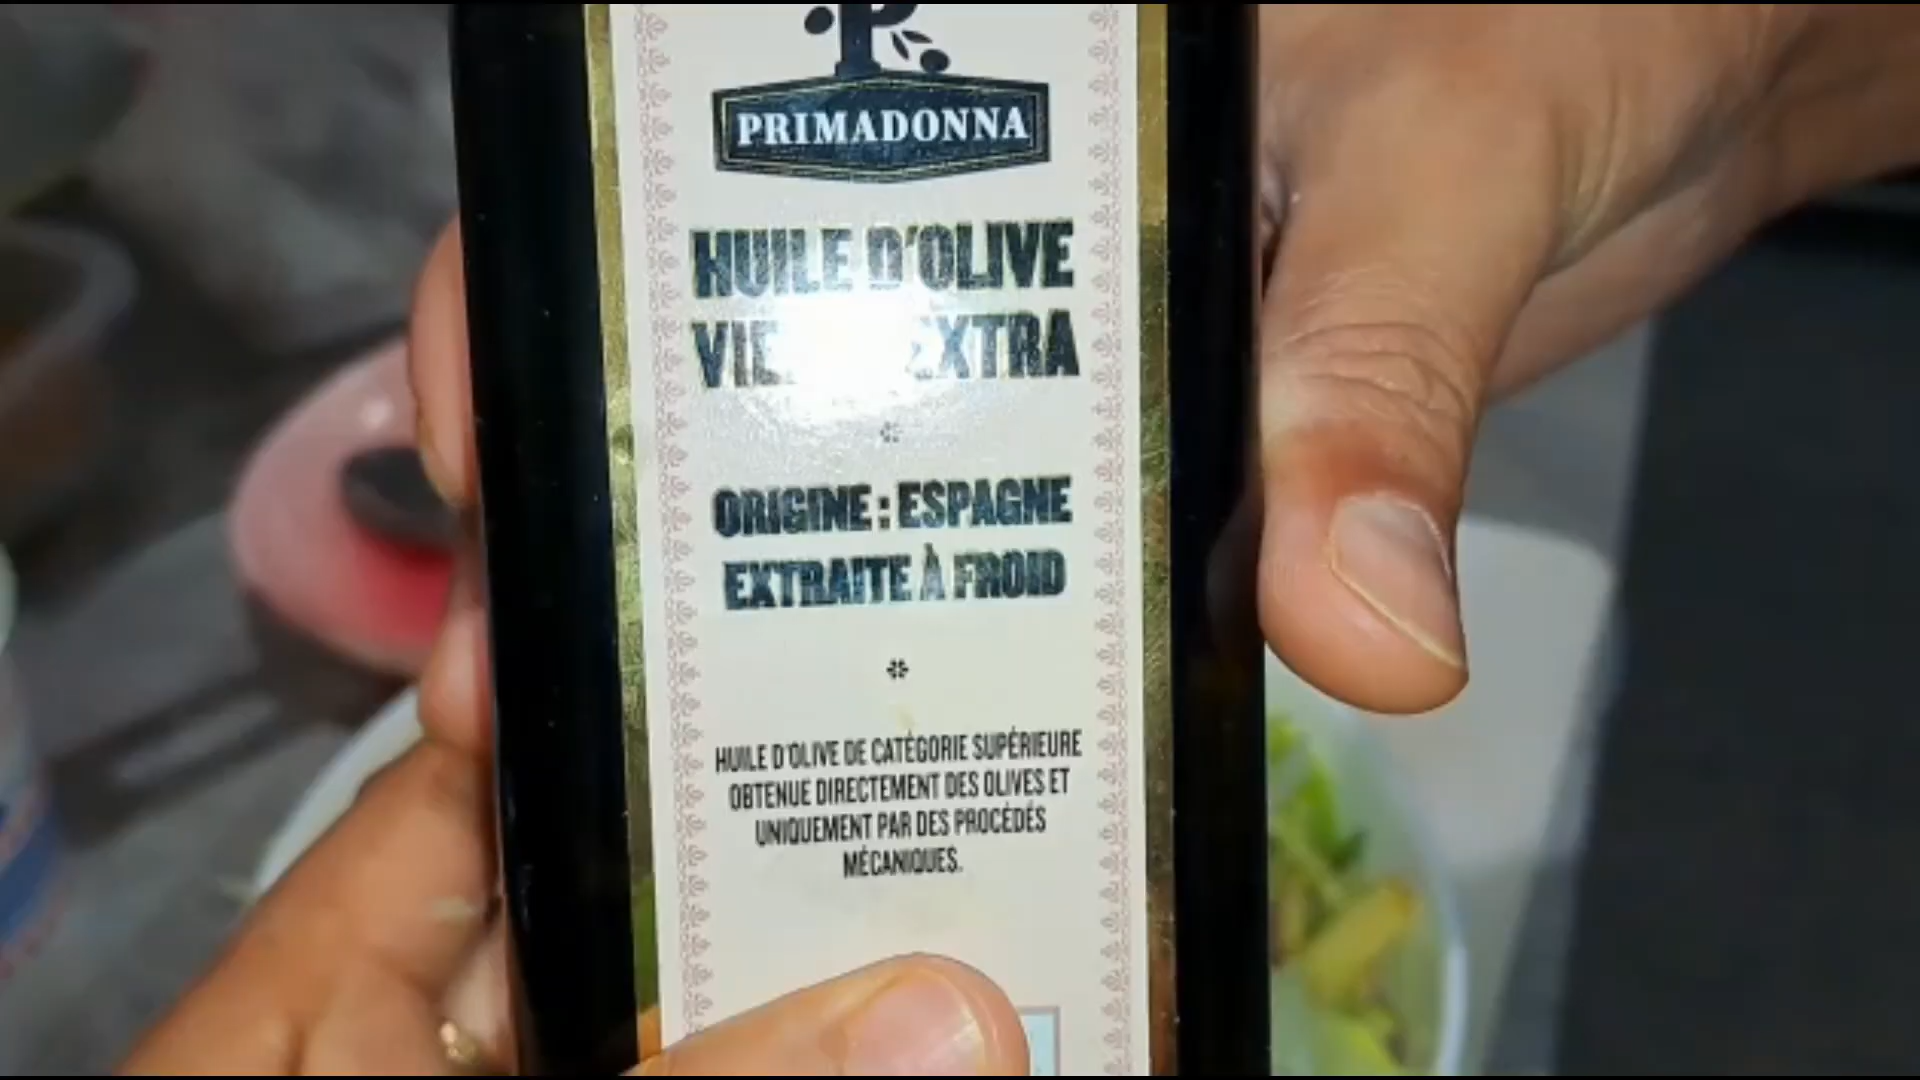 PRIMADONNA
HUILE D'OLIVE
EXTRA
ORIGINE : ESPAGNE
EXTRAITE À FROID
HUILE D'OLIVE DE CATÉGORIE SUPÉRIEURE
OBTENUE DIRECTEMENT DES OLIVES ET
UNIQUEMENT PAR DES PROCÉDÉS
MÉCANIQUES.